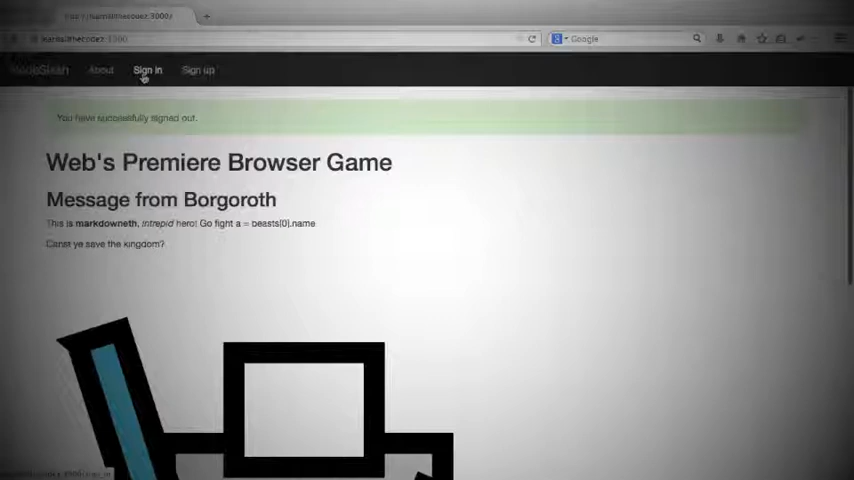 About Sign in Sign up
Google
You have successfully signed out.
Web's Premiere Browser Game
Message from Borgoroth
This is markdowneth, intrepid hero! Go fight a = beasts[0].name
Canst ye save the kingdom?